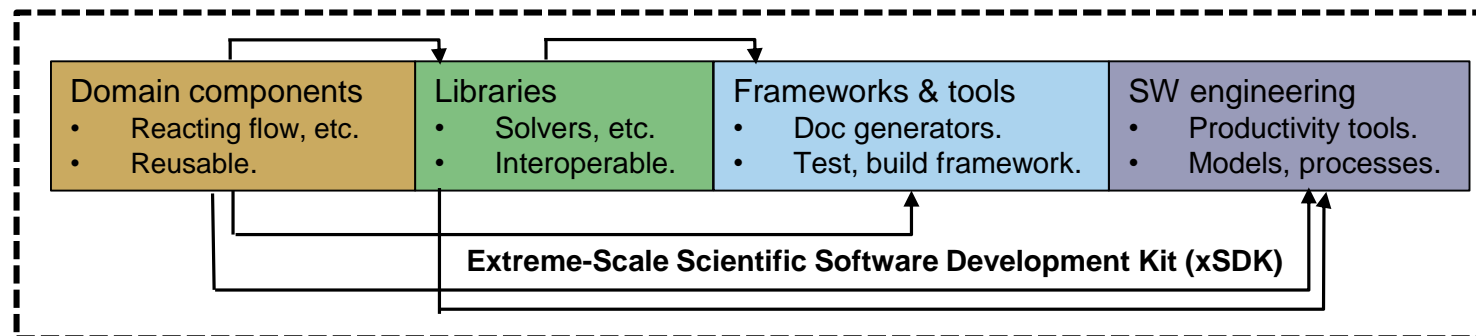 Domain components
• Reacting flow, etc.
• Reusable.
Libraries
• Solvers, etc.
• Interoperable.
Frameworks & tools
• Doc generators.
• Test, build framework.
SW engineering
• Productivity tools.
• Models, processes.
Extreme-Scale Scientific Software Development Kit (xSDK)